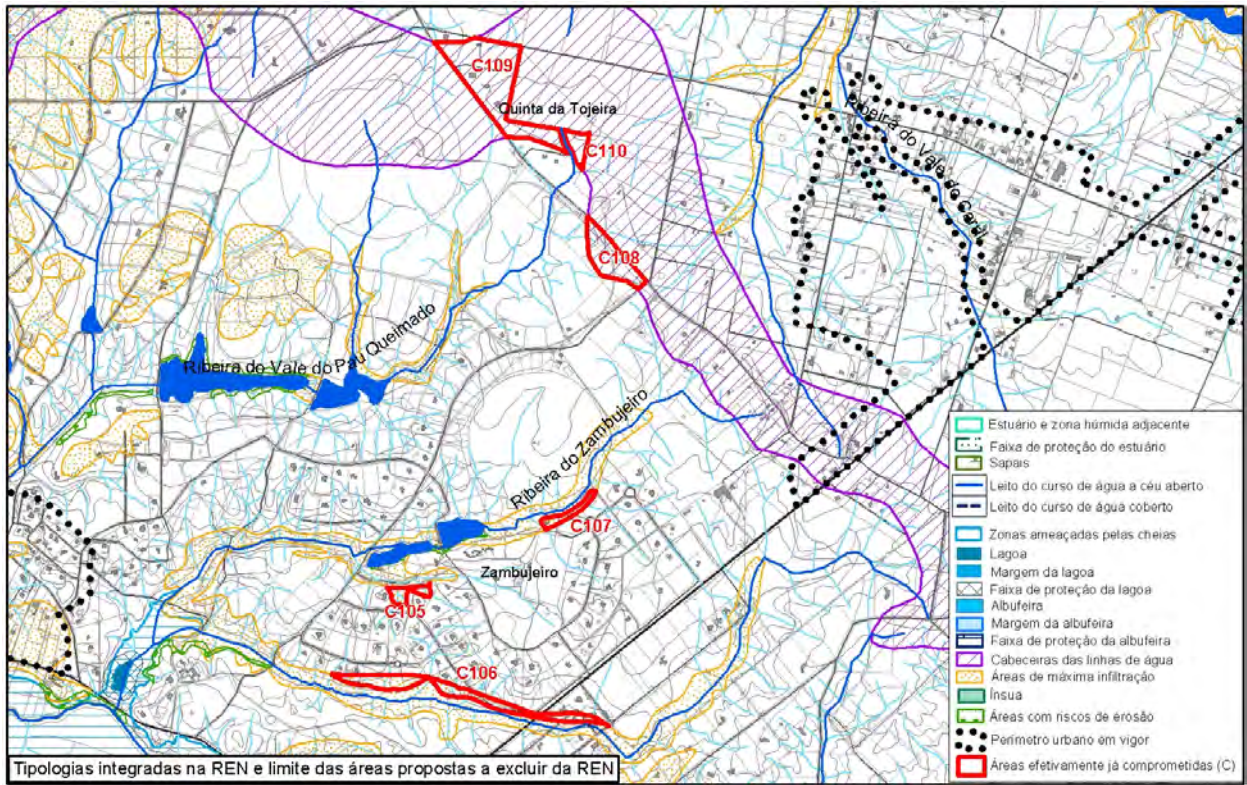 C109
Quinta da Tojeira
C110
C108
Ribeira do Vale do Cará
Ribeira do Vale do Pau Queimado
Ribeira do Zambujeiro
C107
Zambujeiro
C105
C106
Estuário e zona húmida adjacente
Faixa de proteção do estuário
Sapais
Leito do curso de água a céu aberto
Leito do curso de água coberto
Zonas ameaçadas pelas cheias
Lagoa
Margem da lagoa
Faixa de proteção da lagoa
Albufeira
Margem da albufeira
Faixa de proteção da albufeira
Cabeceiras das linhas de água
Áreas de máxima infiltração
Ínsua
Áreas com riscos de erosão
Perímetro urbano em vigor
Áreas efetivamente já comprometidas (C)
Tipologias integradas na REN e limite das áreas propostas a excluir da REN